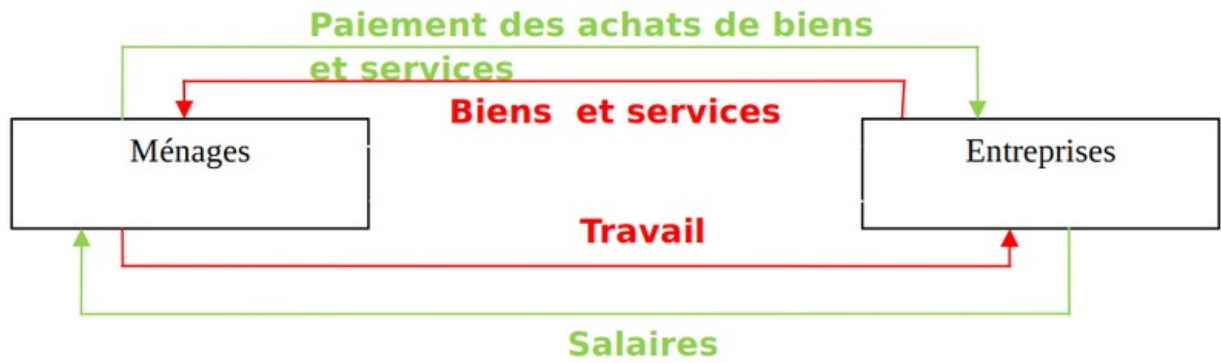 Paiement des achats de biens
et services
Biens et services
Ménages
Entreprises
Travail
Salaires